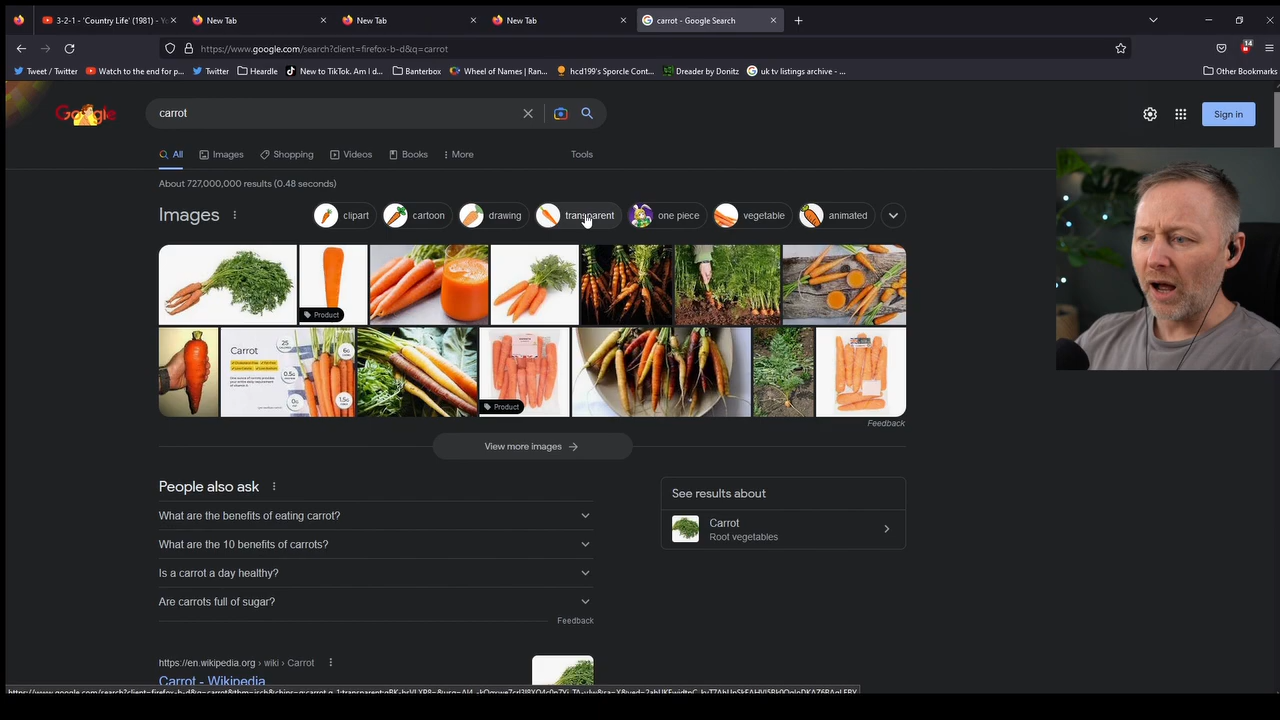 3-2-1 - 'Country Life' (1981) - Yo
New Tab
New Tab
New Tab
carrot - Google Search
https://www.google.com/search?client=firefox-b-d&q=carrot
14
Tweet / Twitter
Watch to the end for p...
Twitter
Heardle
New to TikTok. Am I d...
Banterbox
Wheel of Names | Ran...
hcd199's Sporcle Cont...
Dreader by Donitz
uk tv listings archive - ...
Other Bookmarks
carrot
Sign in
All
Images
Shopping
Videos
Books
More
Tools
About 727,000,000 results (0.48 seconds)
Images
clipart
cartoon
drawing
transparent
one piece
vegetable
animated
Product
Carrot
Product
Feedback
View more images
People also ask
See results about
What are the benefits of eating carrot?
Carrot
Root vegetables
What are the 10 benefits of carrots?
Is a carrot a day healthy?
Are carrots full of sugar?
Feedback
https://en.wikipedia.org › wiki › Carrot
Carrot - Wikipedia